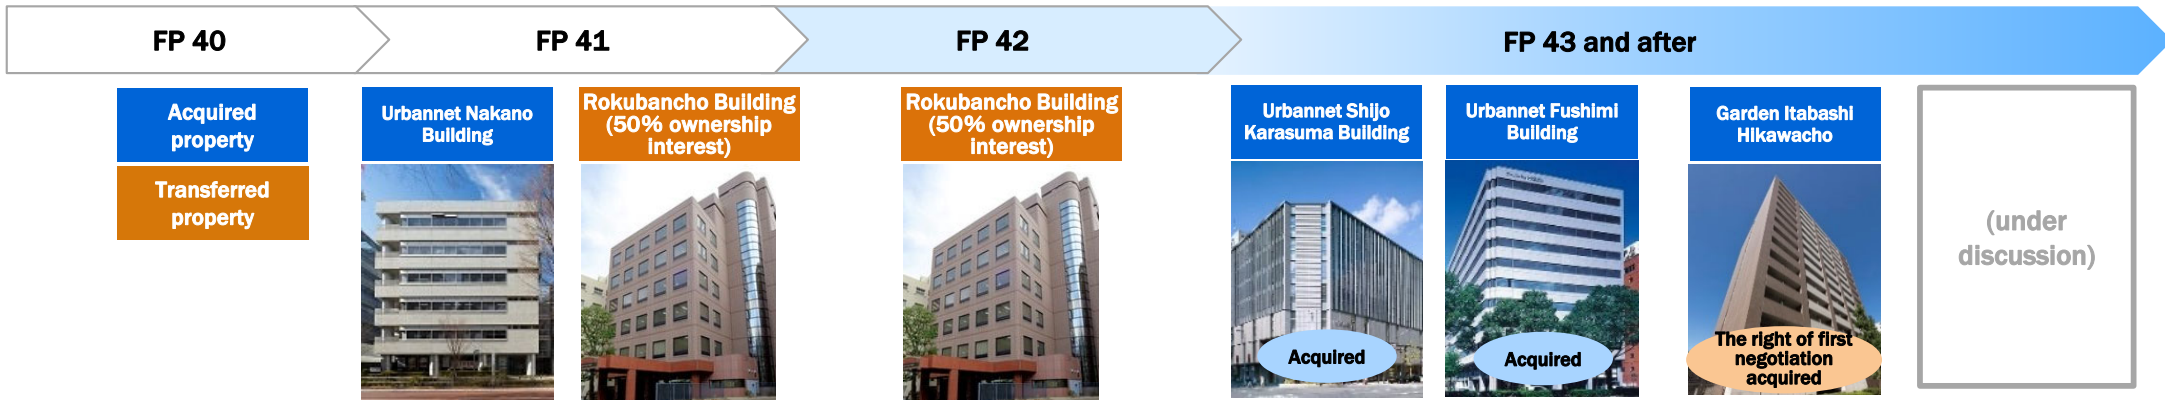 FP 40
FP 41
FP 42
FP 43 and after
Acquired
property
Transferred
property
Urbannet Nakano
Building
Rokubancho Building
(50% ownership
interest)
Rokubancho Building
(50% ownership
interest)
Urbannet Shijo
Karasuma Building
Acquired
Urbannet Fushimi
Building
Acquired
Garden Itabashi
Hikawacho
The right of first
negotiation
acquired
(under
discussion)